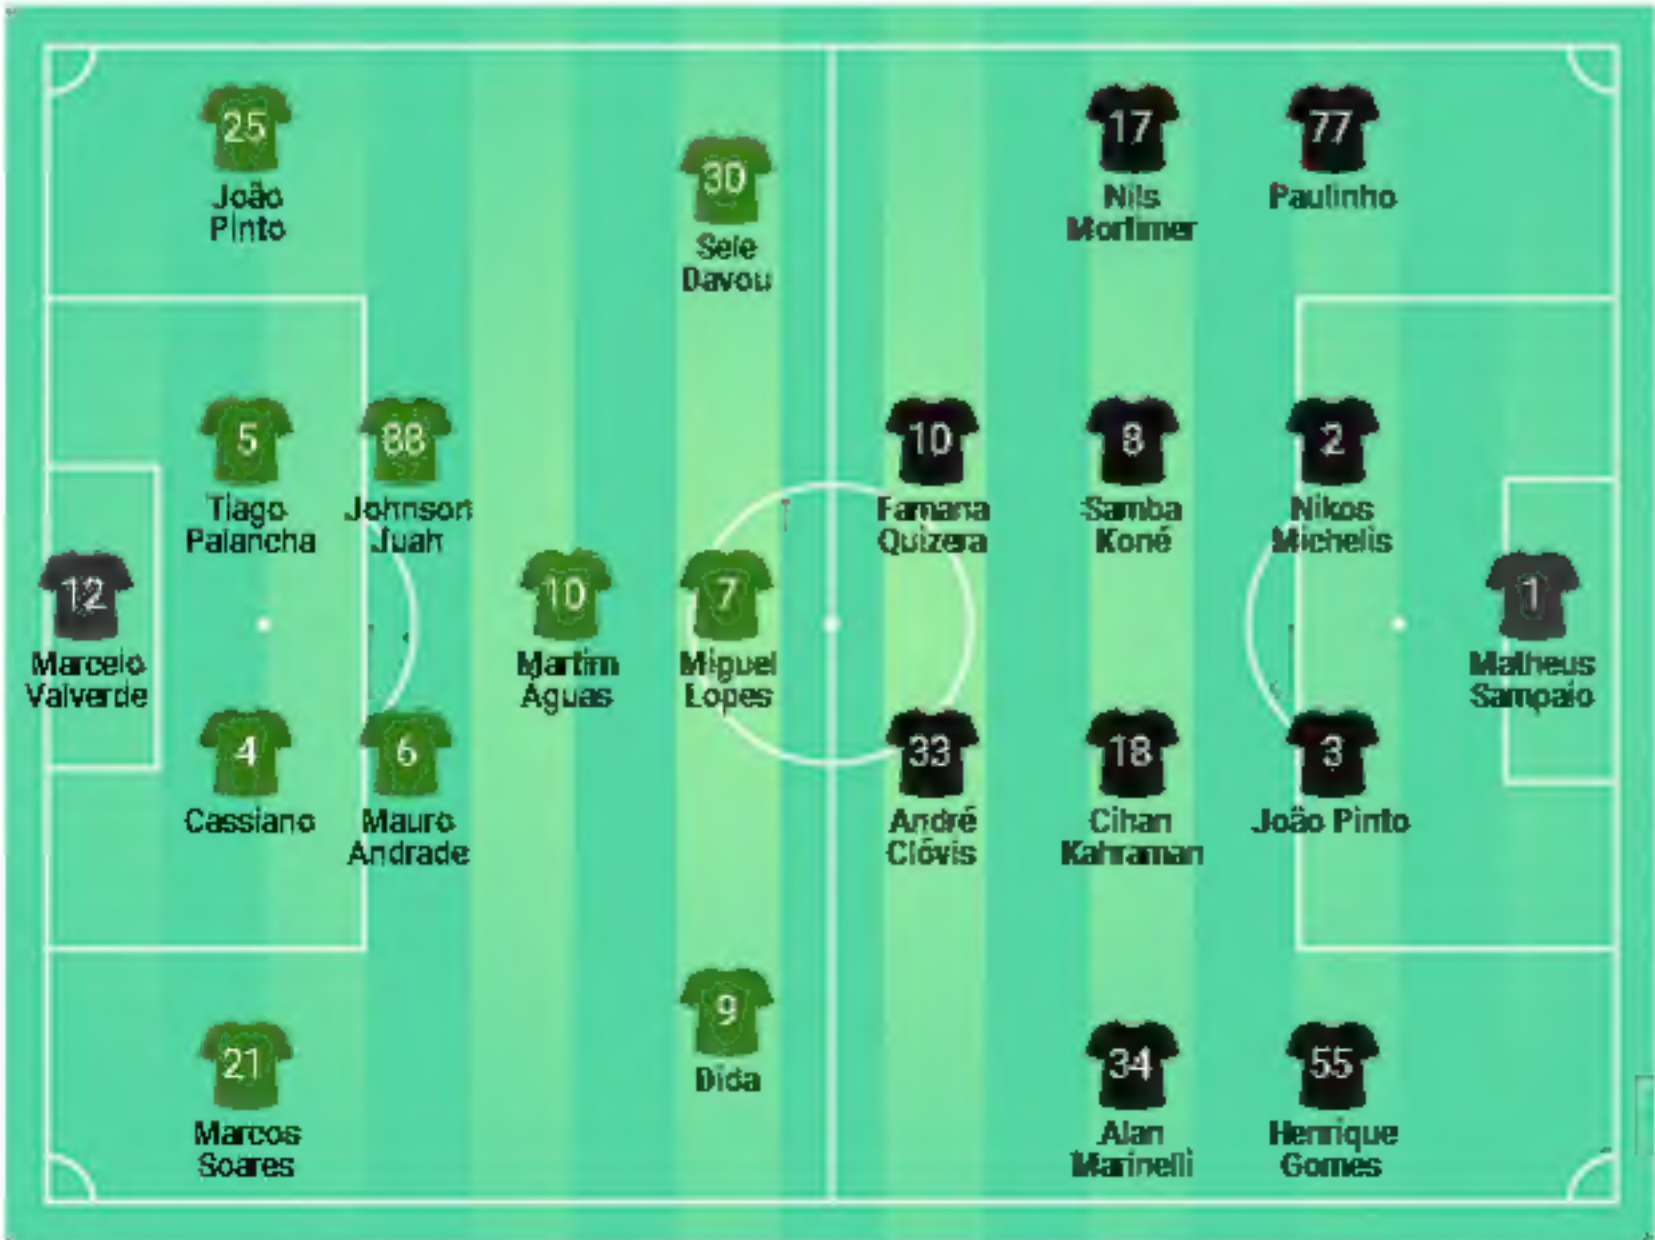 25
João
Pinto
30
Sele
Davou
17
Nils
Mortimer
77
Paulinho
5
Tiago
Palancha
88
Johnson
Juah
10
Famana
Quizera
8
Samba
Koné
2
Nikos
Michelis
12
Marcelo
Valverde
10
Martim
Águas
7
Miguel
Lopes
1
Matheus
Sampaio
4
Cassiano
6
Mauro
Andrade
33
André
Clóvis
18
Cihan
Kahraman
3
João Pinto
9
Dida
21
Marcos
Soares
34
Alan
Marinelli
55
Henrique
Gomes